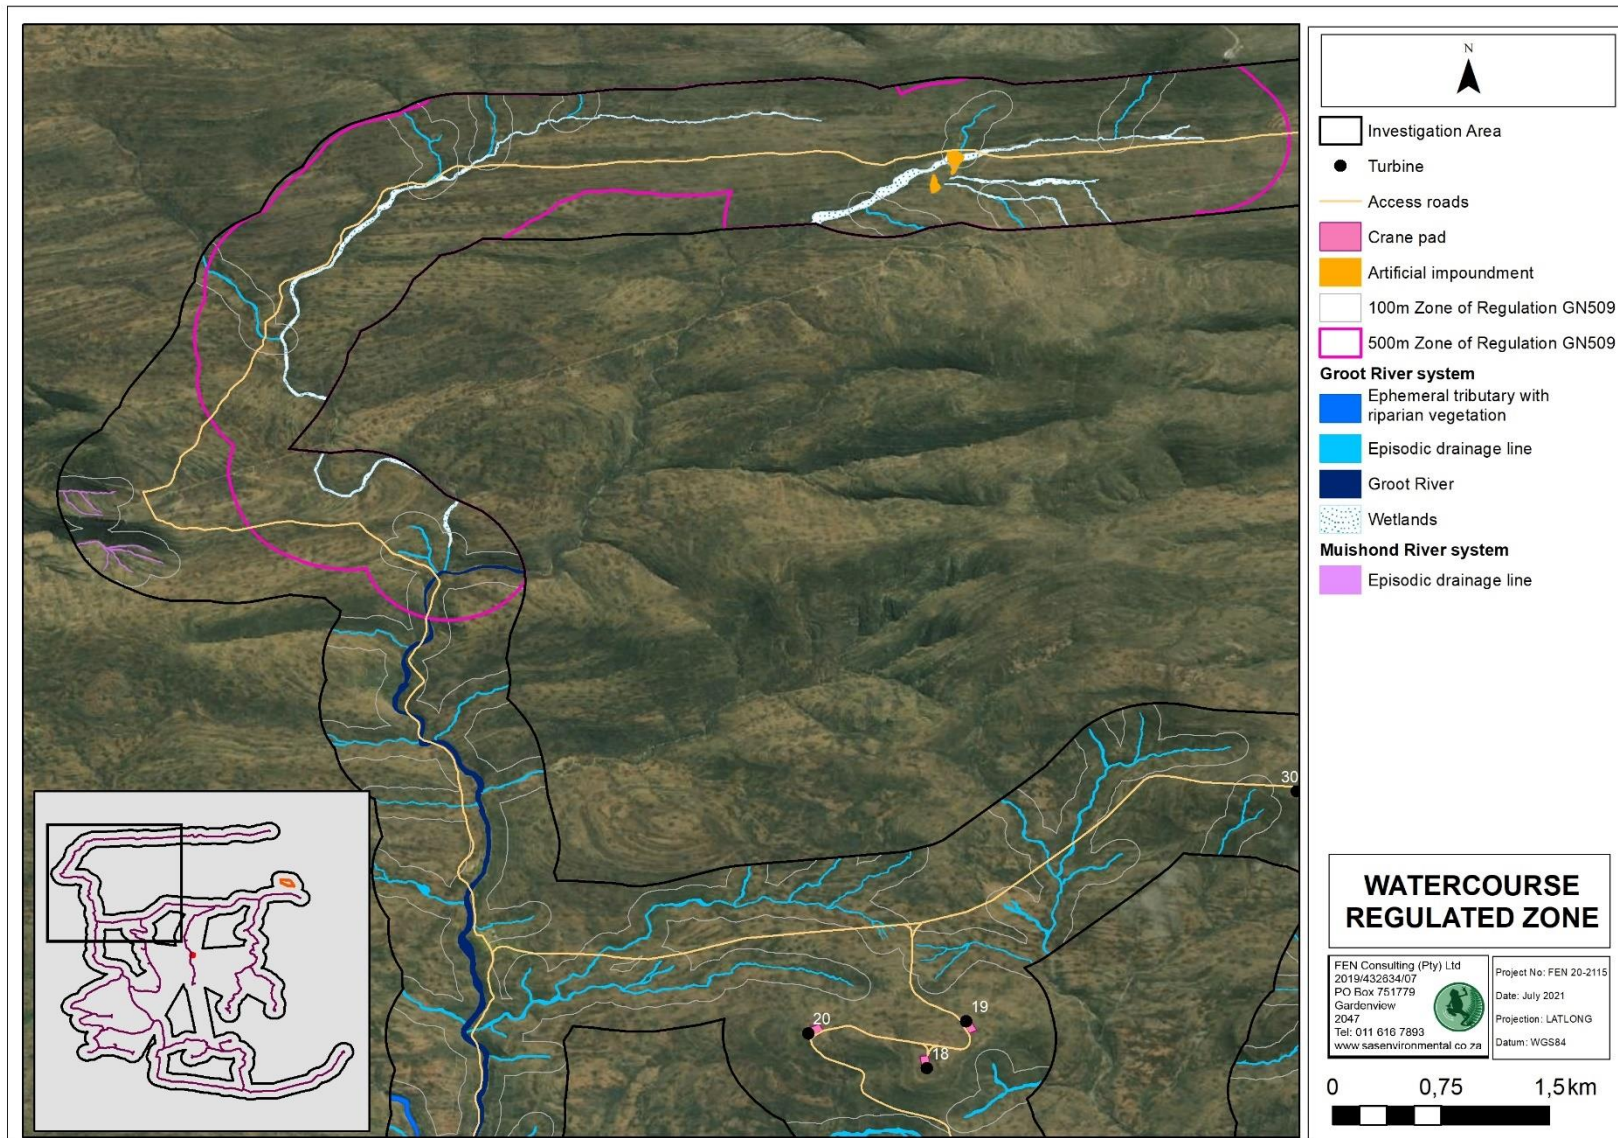 N
Investigation Area
Turbine
Access roads
Crane pad
Artificial impoundment
100m Zone of Regulation GN509
500m Zone of Regulation GN509
Groot River system
Ephemeral tributary with
riparian vegetation
Episodic drainage line
Groot River
Wetlands
Muishond River system
Episodic drainage line
30
19
20
18
WATERCOURSE
REGULATED ZONE
FEN Consulting (Pty) Ltd
2019/432634/07
PO Box 751779
Gardenview
2047
Tel: 011 616 7893
www.sasenvironmental.co.za
Project No: FEN 20-2115
Date: July 2021
Projection: LATLONG
Datum: WGS84
0 0,75 1,5 km